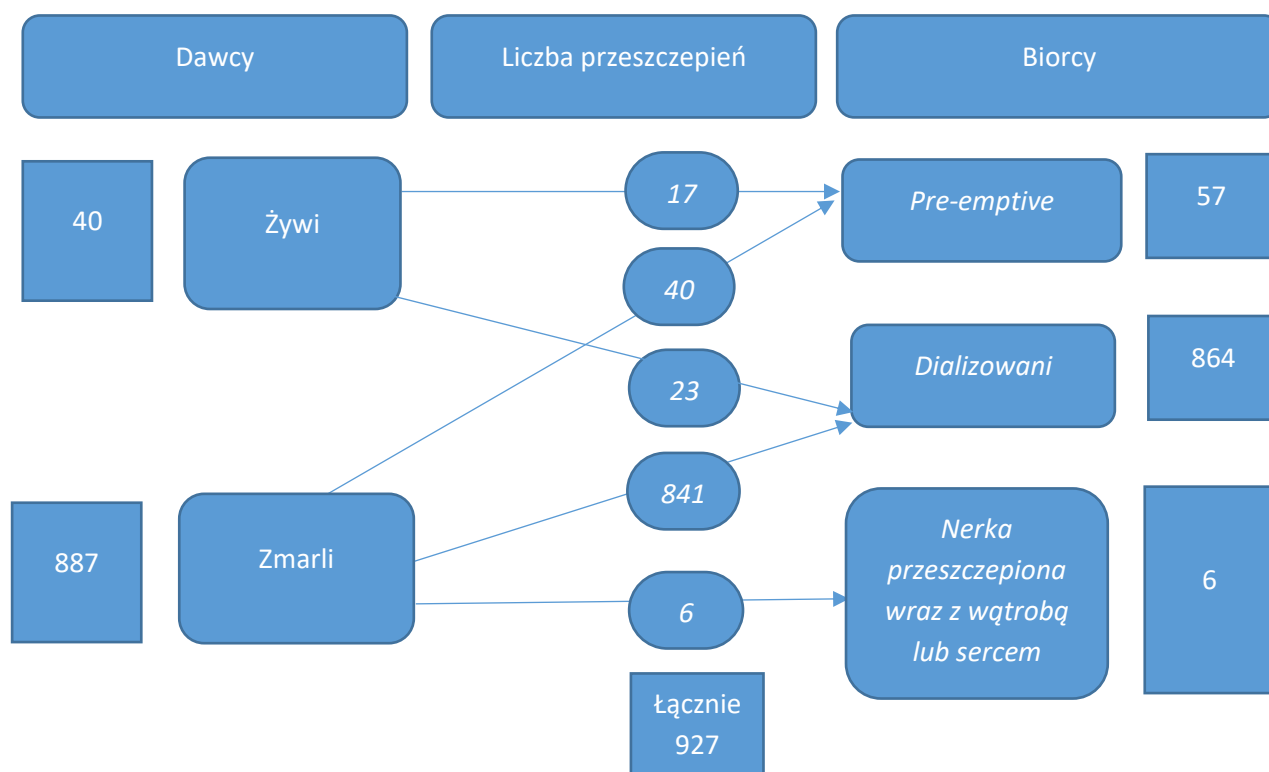 Dawcy
Liczba przeszczepień
Biorcy
40
Żywi
17
Pre-emptive
57
40
23
Dializowani
864
887
Zmarli
841
6
Nerka
przeszczepiona
wraz z wątrobą
lub sercem
6
Łącznie
927